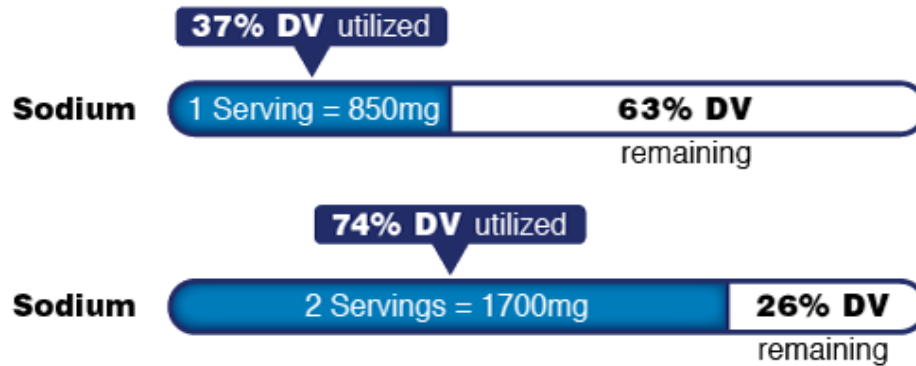 37% DV utilized
Sodium 1 Serving = 850mg 63% DV
remaining
74% DV utilized
Sodium 2 Servings = 1700mg 26% DV
remaining